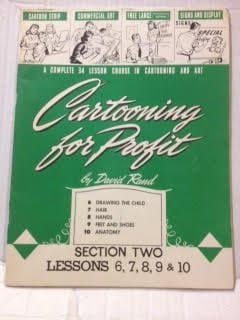 CARTOON STRIP COMMERCIAL ART FREE LANCE SIGNS AND DISPLAY
SIGNS
SPECIAL
A COMPLETE 34 LESSON COURSE IN CARTOONING AND ART
Cartooning
for Profit
by David Rand
6 DRAWING THE CHILD
7 HAIR
8 HANDS
9 FEET AND SHOES
10 ANATOMY
SECTION TWO
LESSONS 6, 7, 8, 9 & 10